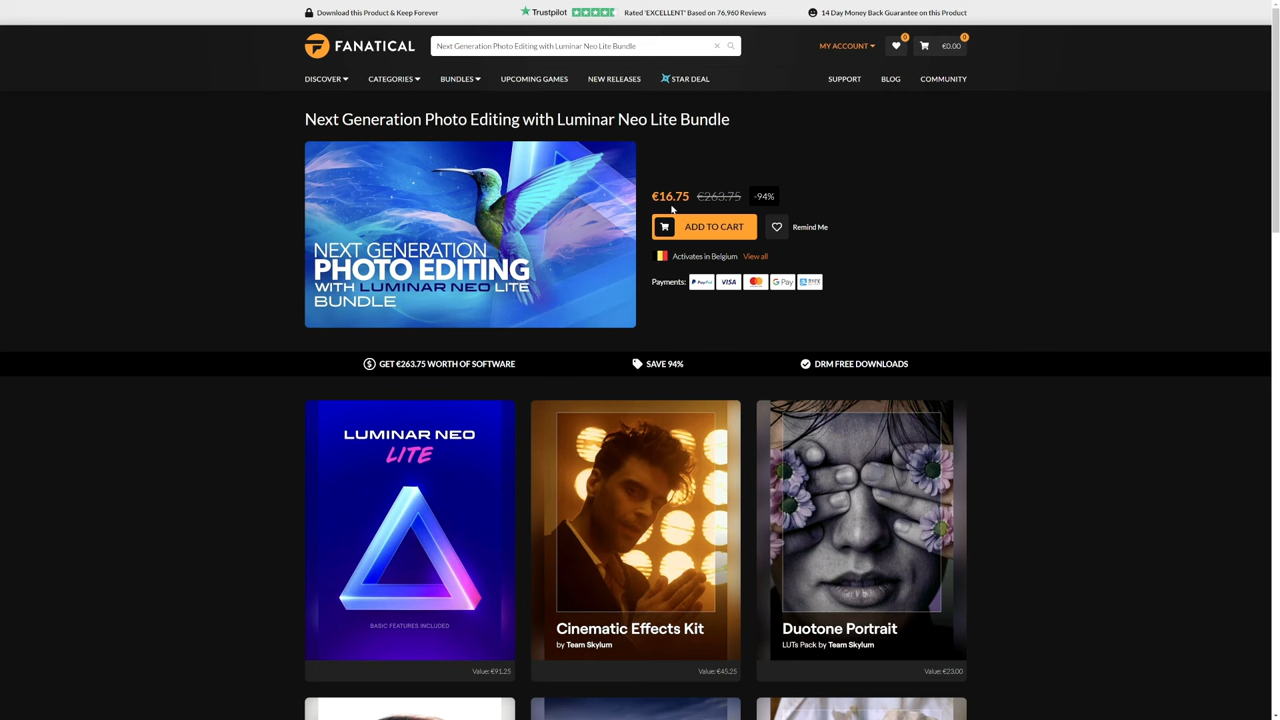 Download this Product & Keep Forever
Trustpilot
Rated 'EXCELLENT' Based on 76,960 Reviews
14 Day Money Back Guarantee on this Product
FANATICAL
Next Generation Photo Editing with Luminar Neo Lite Bundle
MY ACCOUNT
0
0
€0.00
DISCOVER
CATEGORIES
BUNDLES
UPCOMING GAMES
NEW RELEASES
STAR DEAL
SUPPORT
BLOG
COMMUNITY
Next Generation Photo Editing with Luminar Neo Lite Bundle
NEXT GENERATION
PHOTO EDITING
WITH LUMINAR NEO LITE
BUNDLE
€16.75 €263.75 -94%
ADD TO CART
Remind Me
Activates in Belgium View all
Payments: PayPal VISA G Pay
GET €263.75 WORTH OF SOFTWARE
SAVE 94%
DRM FREE DOWNLOADS
LUMINAR NEO
LITE
BASIC FEATURES INCLUDED
Value: €91.25
Cinematic Effects Kit
by Team Skylum
Value: €45.25
Duotone Portrait
LUTs Pack by Team Skylum
Value: €23.00